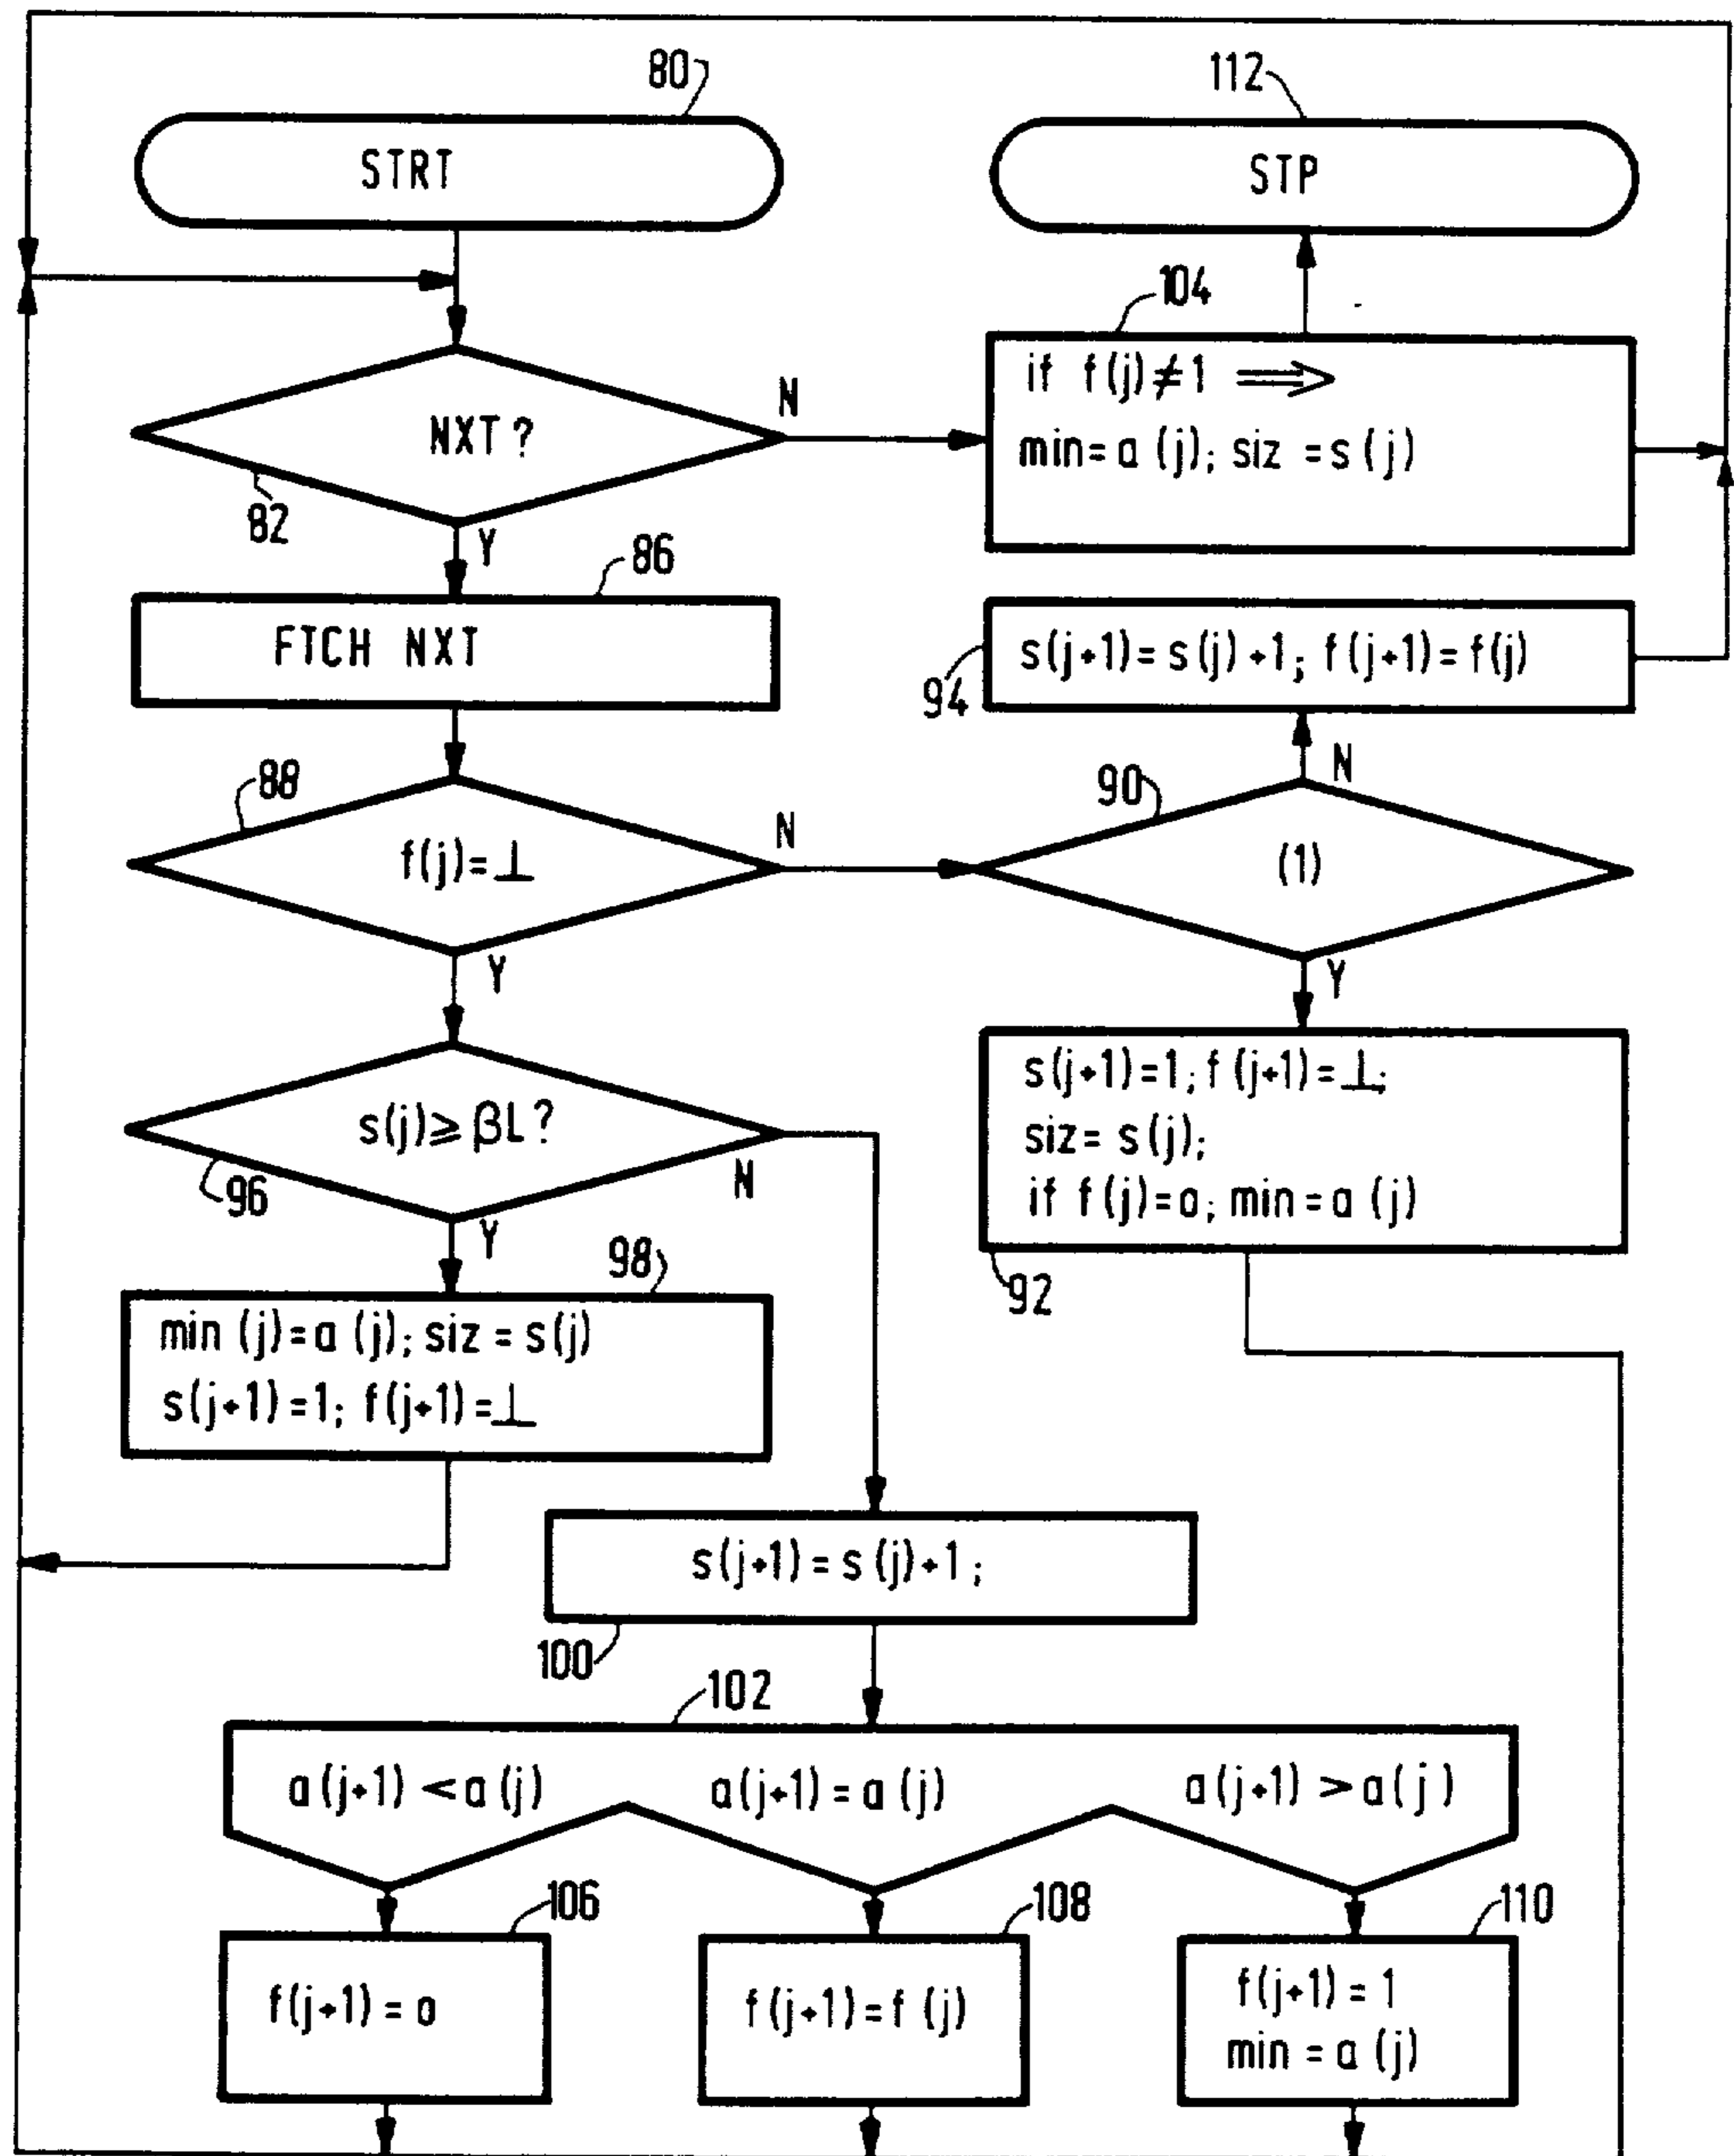 80
STRT
112
STP
104
if f(j)≠1 ⟹
min=a (j); siz =s(j)
NXT?
N
82
Y
86
FTCH NXT
s(j+1)=s(j)+1; f(j+1)=f(j)
94
88
f(j)=⊥
N
Y
90
N
(1)
Y
s(j+1)=1; f(j+1)=⊥;
siz= s(j);
if f(j)=o; min=a (j)
92
s(j)≥βL?
N
96
Y
98
min (j)=a (j); siz = s(j)
s(j+1)=1; f(j+1)=⊥
s(j+1)=s(j)+1;
100
102
a(j+1)<a(j)
a(j+1)=a(j)
a(j+1)>a(j)
106
f(j+1)=o
108
f(j+1)=f(j)
110
f(j+1)=1
min = a (j)